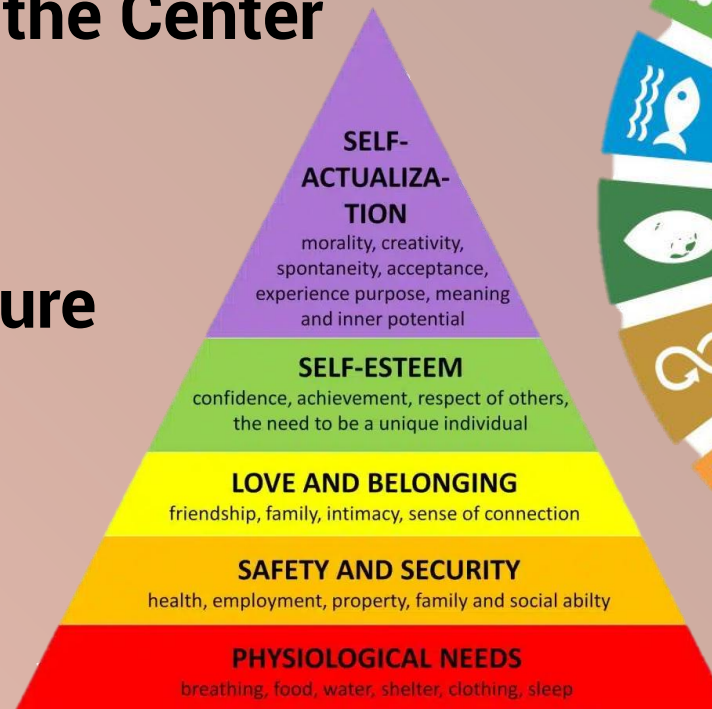 the Center
SELF-
ACTUALIZA-
TION
morality, creativity,
spontaneity, acceptance,
experience purpose, meaning
and inner potential
ure
SELF-ESTEEM
confidence, achievement, respect of others,
the need to be a unique individual
LOVE AND BELONGING
friendship, family, intimacy, sense of connection
SAFETY AND SECURITY
health, employment, property, family and social abilty
PHYSIOLOGICAL NEEDS
breathing, food, water, shelter, clothing, sleep